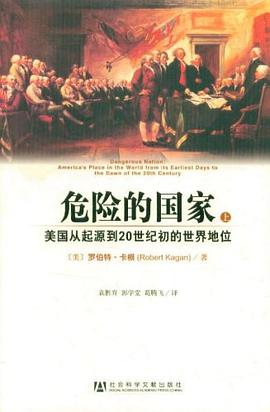 Dangerous Nation:
America's Place in the World from its Earliest Days to
the Dawn of the 20th Century
危险的国家 上
美国从起源到20世纪初的世界地位
〔美〕罗伯特·卡根 (Robert Kagan) 著
袁胜育 郭学堂 葛腾飞 / 译
社会科学文献出版社